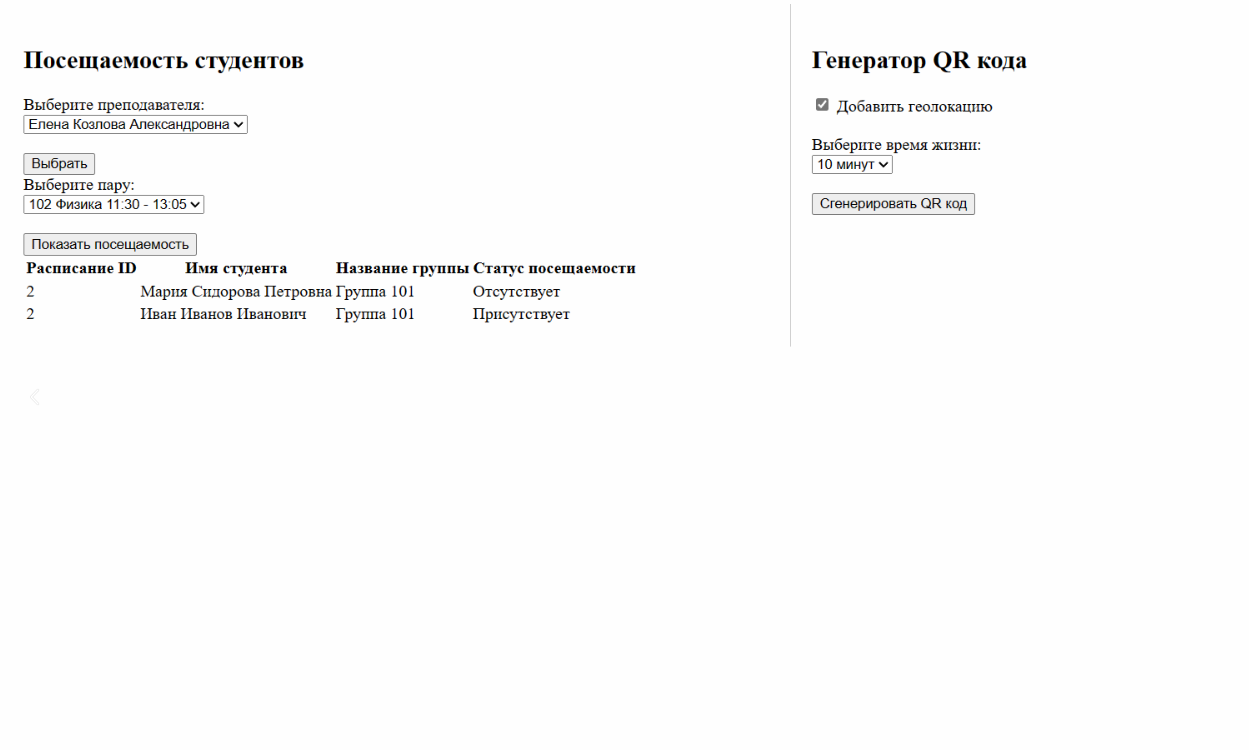 Посещаемость студентов
Выберите преподавателя:
Елена Козлова Александровна
Выбрать
Выберите пару:
102 Физика 11:30 - 13:05
Показать посещаемость
Расписание ID Имя студента Название группы Статус посещаемости
2 Мария Сидорова Петровна Группа 101 Отсутствует
2 Иван Иванов Иванович Группа 101 Присутствует
Генератор QR кода
Добавить геолокацию
Выберите время жизни:
10 минут
Сгенерировать QR код